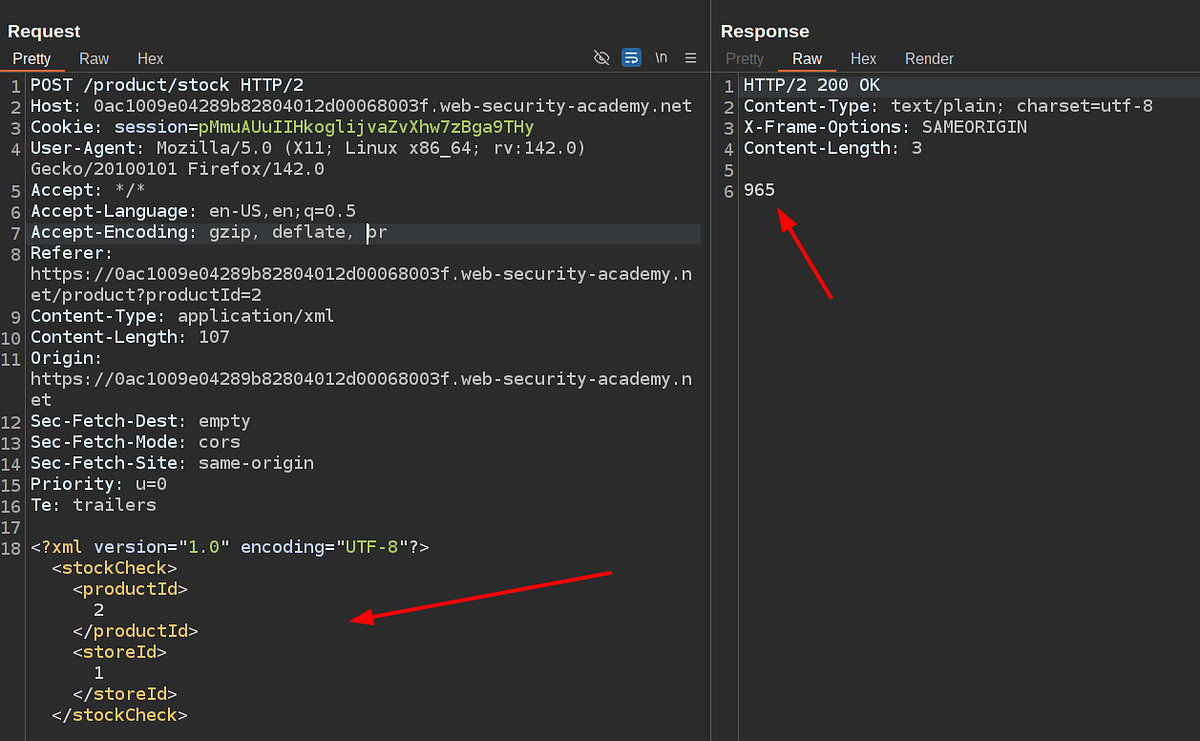 Request
Pretty Raw Hex \n
1 POST /product/stock HTTP/2
2 Host: 0ac1009e04289b82804012d00068003f.web-security-academy.net
3 Cookie: session=pMmuAUuIIHkoglijvaZvXhw7zBga9THy
4 User-Agent: Mozilla/5.0 (X11; Linux x86_64; rv:142.0)
Gecko/20100101 Firefox/142.0
5 Accept: */*
6 Accept-Language: en-US,en;q=0.5
7 Accept-Encoding: gzip, deflate, br
8 Referer:
https://0ac1009e04289b82804012d00068003f.web-security-academy.n
et/product?productId=2
9 Content-Type: application/xml
10 Content-Length: 107
11 Origin:
https://0ac1009e04289b82804012d00068003f.web-security-academy.n
et
12 Sec-Fetch-Dest: empty
13 Sec-Fetch-Mode: cors
14 Sec-Fetch-Site: same-origin
15 Priority: u=0
16 Te: trailers
17
18 <?xml version="1.0" encoding="UTF-8"?>
<stockCheck>
<productId>
2
</productId>
<storeId>
1
</storeId>
</stockCheck>
Response
Pretty Raw Hex Render
1 HTTP/2 200 OK
2 Content-Type: text/plain; charset=utf-8
3 X-Frame-Options: SAMEORIGIN
4 Content-Length: 3
5
6 965